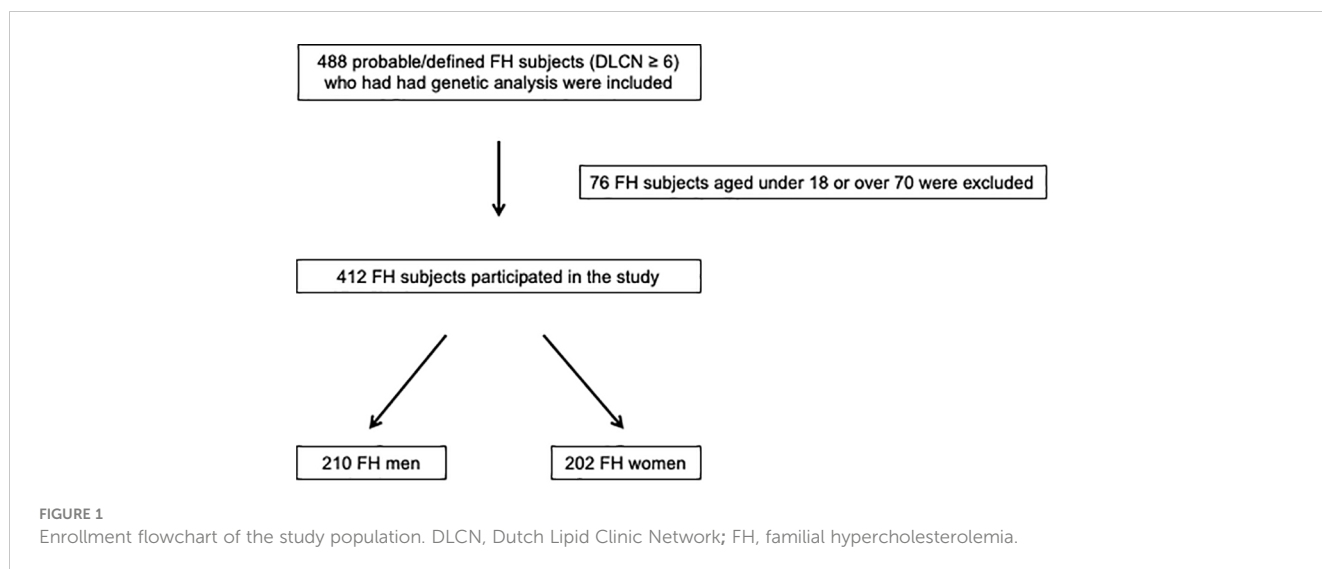 488 probable/defined FH subjects (DLCN ≥ 6)
who had had genetic analysis were included
76 FH subjects aged under 18 or over 70 were excluded
412 FH subjects participated in the study
210 FH men
202 FH women
FIGURE 1
Enrollment flowchart of the study population. DLCN, Dutch Lipid Clinic Network; FH, familial hypercholesterolemia.